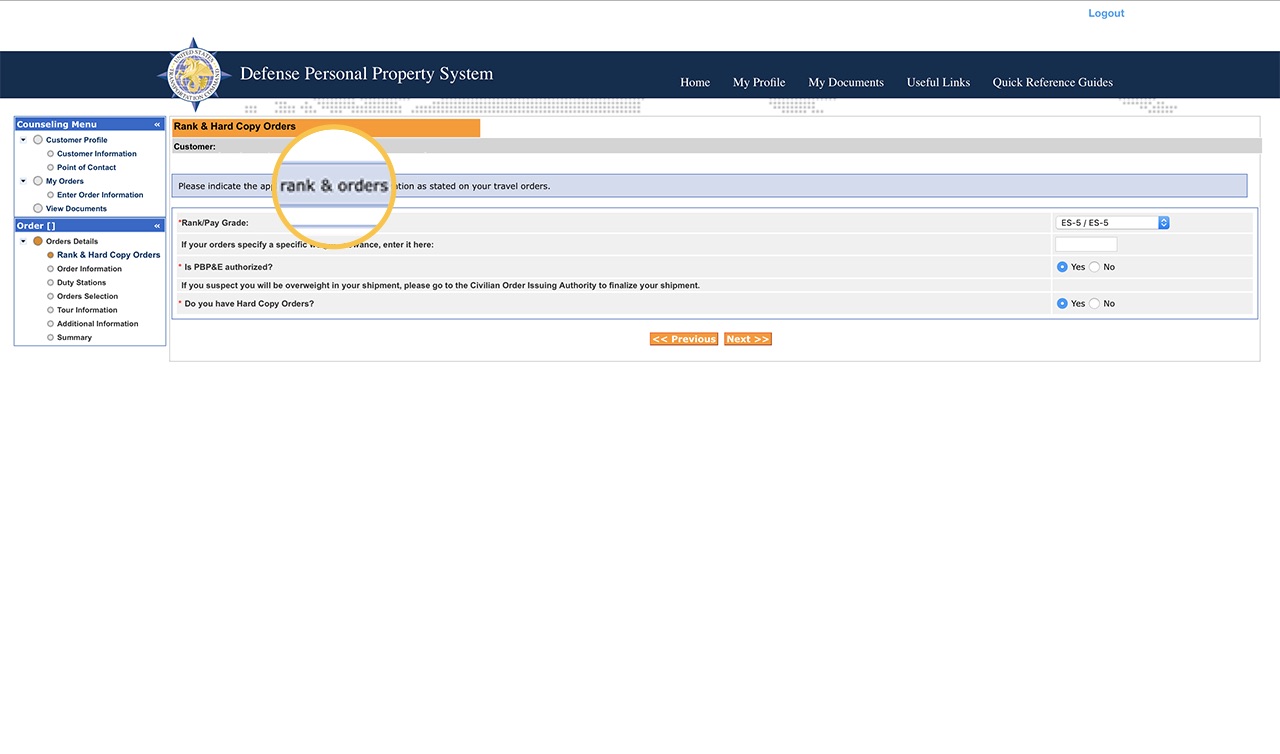 Logout
Defense Personal Property System
Home My Profile My Documents Useful Links Quick Reference Guides
Counseling Menu «
Customer Profile
Customer Information
Point of Contact
My Orders
Enter Order Information
View Documents
Order [] «
Orders Details
Rank & Hard Copy Orders
Order Information
Duty Stations
Orders Selection
Tour Information
Additional Information
Summary
Rank & Hard Copy Orders
Customer:
Please indicate the app rank & orders tion as stated on your travel orders.
*Rank/Pay Grade: ES-5 / ES-5
If your orders specify a specific wei wance, enter it here:
* Is PBP&E authorized? Yes No
If you suspect you will be overweight in your shipment, please go to the Civilian Order Issuing Authority to finalize your shipment.
* Do you have Hard Copy Orders? Yes No
<< Previous Next >>